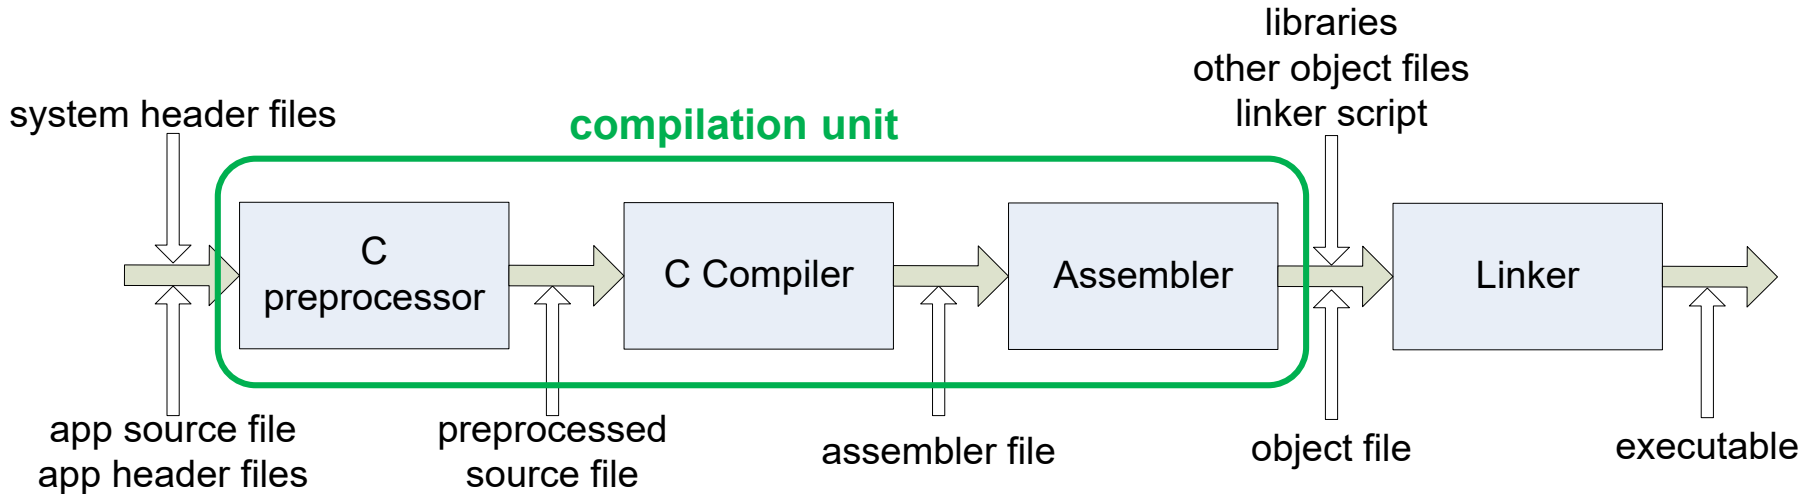 libraries
other object files
linker script
system header files
compilation unit
C
preprocessor
C Compiler
Assembler
Linker
app source file
app header files
preprocessed
source file
assembler file
object file
executable